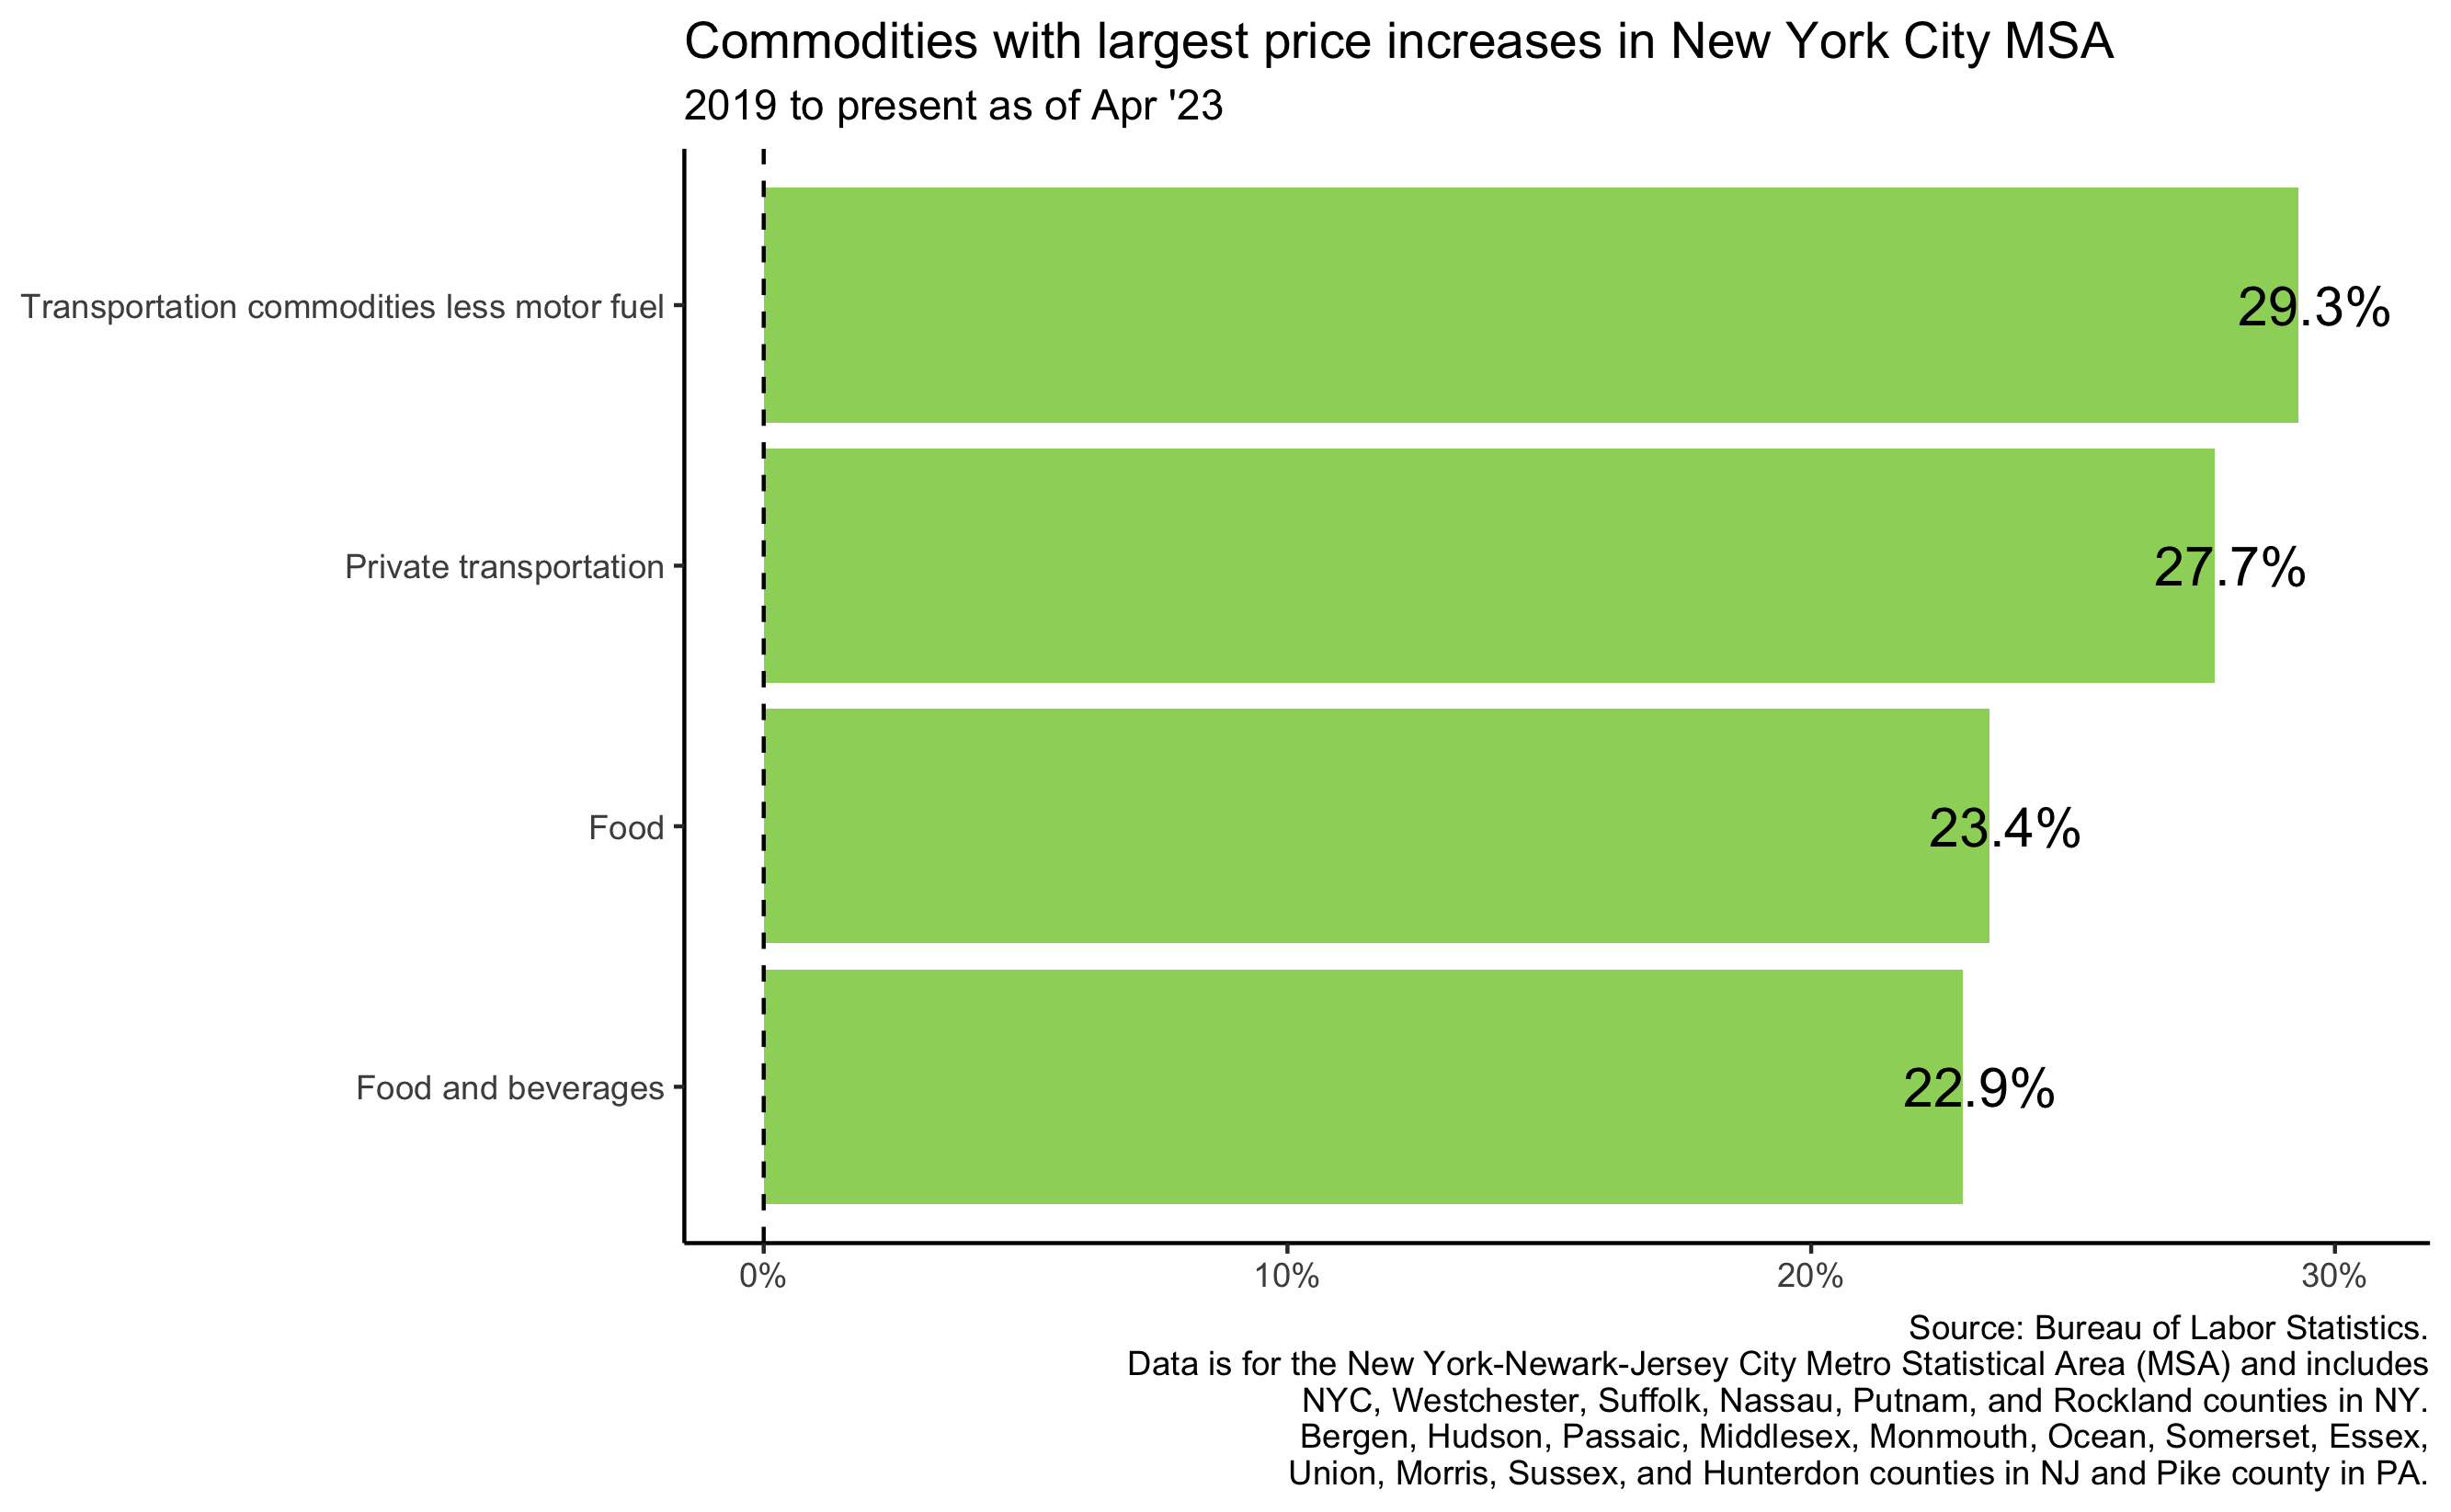 Commodities with largest price increases in New York City MSA
2019 to present as of Apr '23
Transportation commodities less motor fuel
29.3%
Private transportation
27.7%
Food
23.4%
Food and beverages
22.9%
0%
10%
20%
30%
Source: Bureau of Labor Statistics.
Data is for the New York-Newark-Jersey City Metro Statistical Area (MSA) and includes
NYC, Westchester, Suffolk, Nassau, Putnam, and Rockland counties in NY.
Bergen, Hudson, Passaic, Middlesex, Monmouth, Ocean, Somerset, Essex,
Union, Morris, Sussex, and Hunterdon counties in NJ and Pike county in PA.